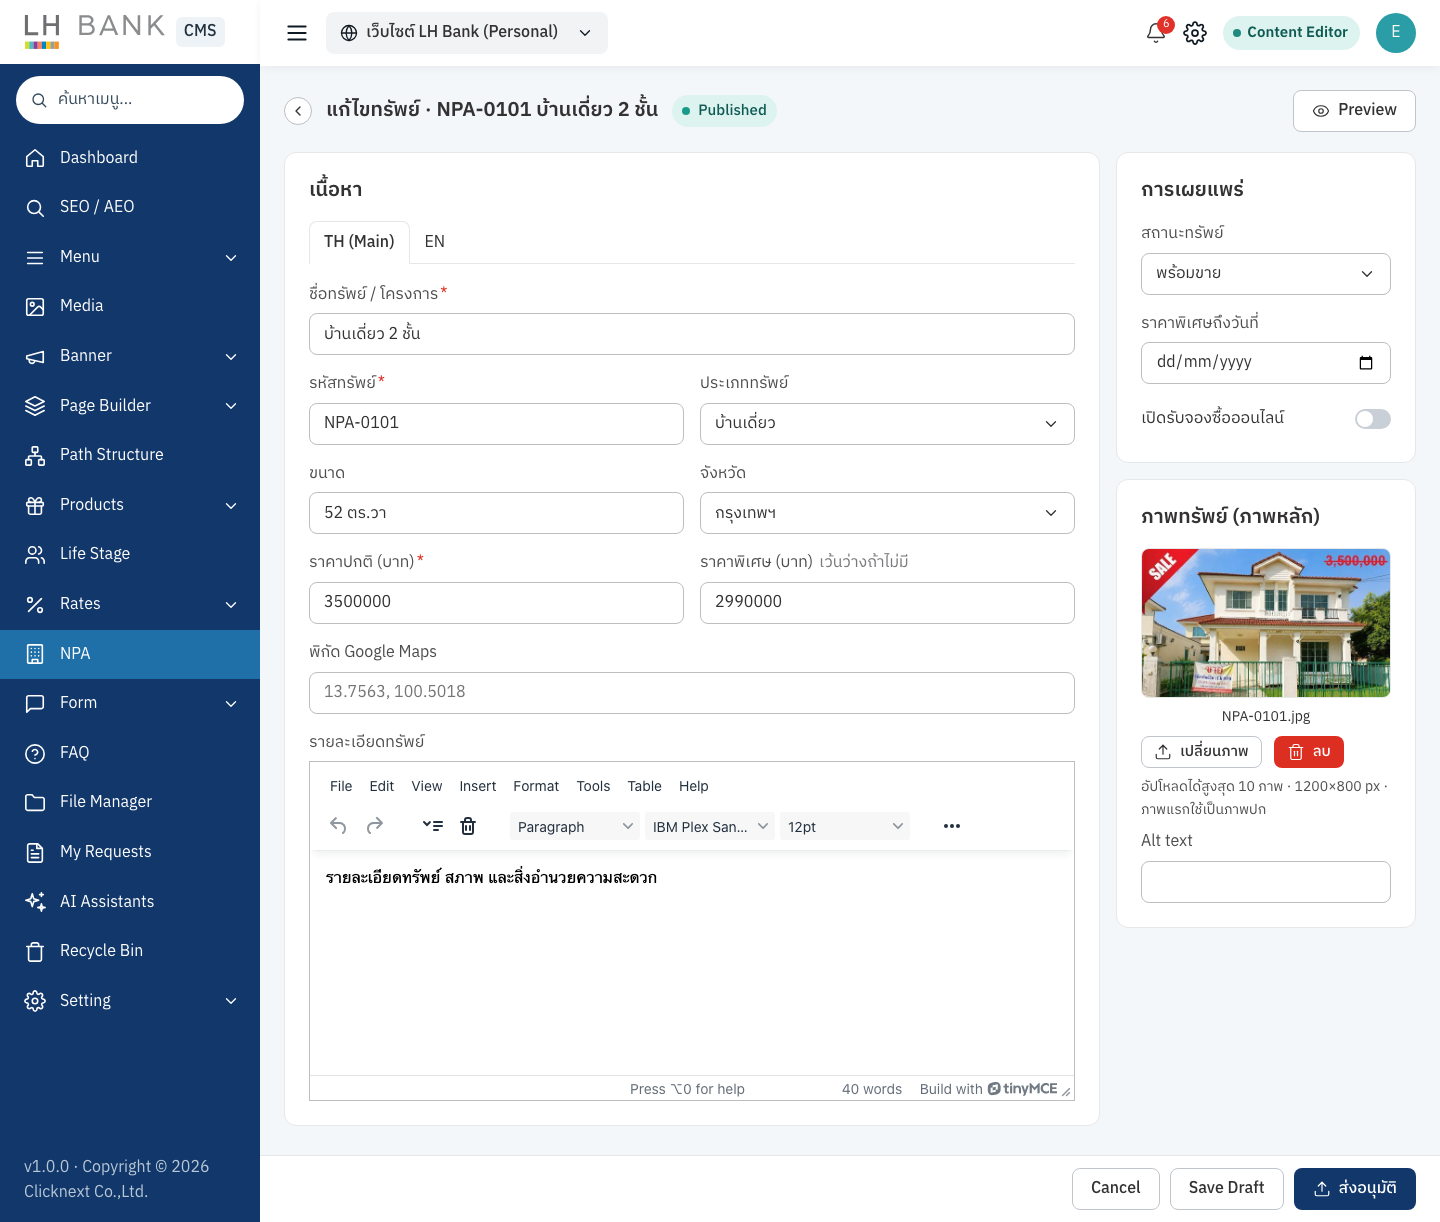 LH BANK CMS
เว็บไซต์ LH Bank (Personal)
6
Content Editor
E
ค้นหาเมนู...
Dashboard
SEO / AEO
Menu
Media
Banner
Page Builder
Path Structure
Products
Life Stage
Rates
NPA
Form
FAQ
File Manager
My Requests
AI Assistants
Recycle Bin
Setting
v1.0.0 · Copyright © 2026
Clicknext Co.,Ltd.
แก้ไขทรัพย์ · NPA-0101 บ้านเดี่ยว 2 ชั้น
Published
Preview
เนื้อหา
TH (Main) EN
ชื่อทรัพย์ / โครงการ*
บ้านเดี่ยว 2 ชั้น
รหัสทรัพย์* ประเภททรัพย์
NPA-0101 บ้านเดี่ยว
ขนาด จังหวัด
52 ตร.วา กรุงเทพฯ
ราคาปกติ (บาท)* ราคาพิเศษ (บาท) เว้นว่างถ้าไม่มี
3500000 2990000
พิกัด Google Maps
13.7563, 100.5018
รายละเอียดทรัพย์
File Edit View Insert Format Tools Table Help
Paragraph IBM Plex San... 12pt
รายละเอียดทรัพย์ สภาพ และสิ่งอำนวยความสะดวก
Press ⌥0 for help 40 words Build with tinyMCE
การเผยแพร่
สถานะทรัพย์
พร้อมขาย
ราคาพิเศษถึงวันที่
dd/mm/yyyy
เปิดรับจองซื้อออนไลน์
ภาพทรัพย์ (ภาพหลัก)
SALE
3,500,000
ขาย
NPA-0101.jpg
เปลี่ยนภาพ ลบ
อัปโหลดได้สูงสุด 10 ภาพ · 1200×800 px ·
ภาพแรกใช้เป็นภาพปก
Alt text
Cancel Save Draft ส่งอนุมัติ